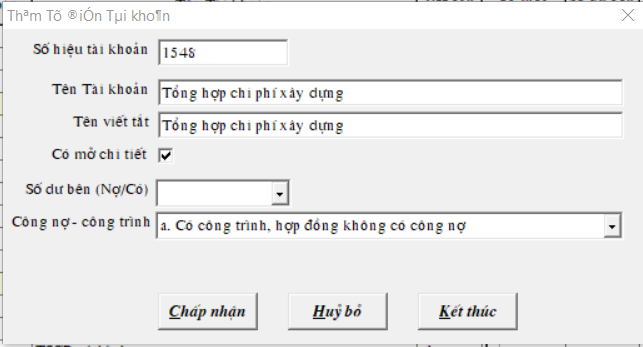 Thªm Tõ ®iÓn Tµi kho¶n
Số hiệu tài khoản 1548
Tên Tài khoản Tổng hợp chi phí xây dựng
Tên viết tắt Tổng hợp chi phí xây dựng
Có mở chi tiết
Số dư bên (Nợ/Có)
Công nợ - công trình a. Có công trình, hợp đồng không có công nợ
Chấp nhận Huỷ bỏ Kết thúc